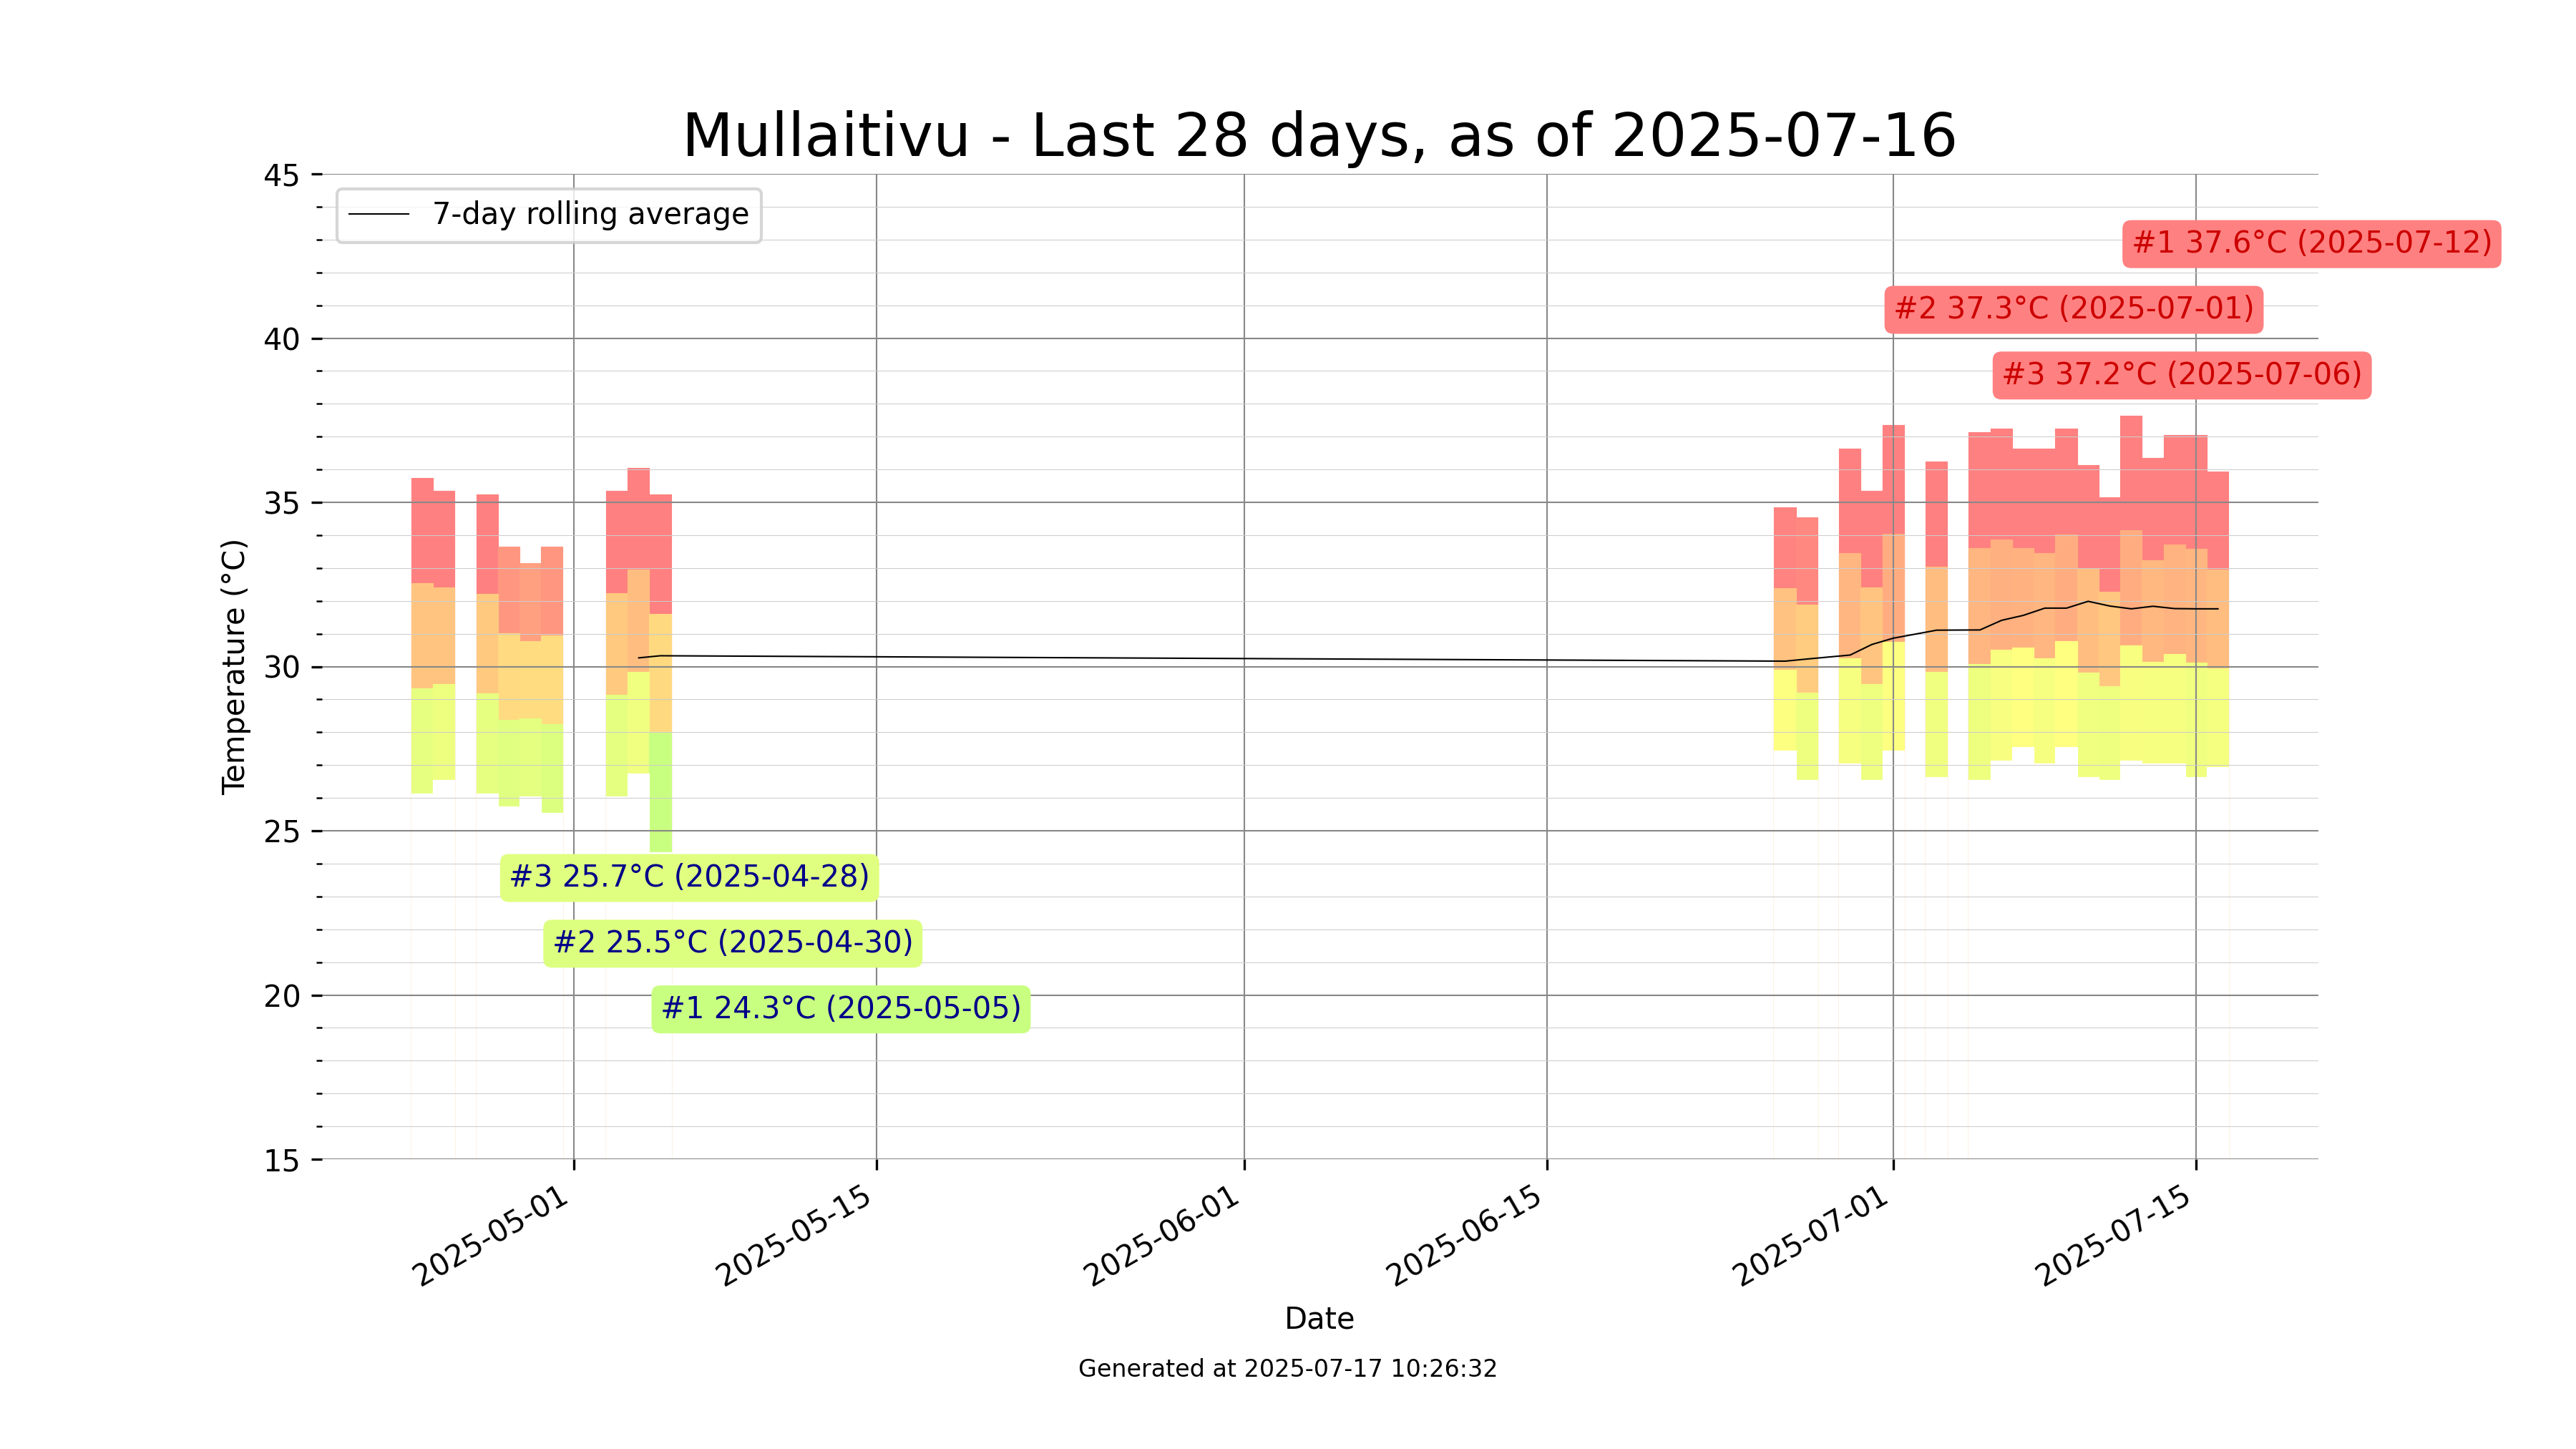 Mullaitivu - Last 28 days, as of 2025-07-16
7-day rolling average
#1 37.6°C (2025-07-12)
#2 37.3°C (2025-07-01)
#3 37.2°C (2025-07-06)
#3 25.7°C (2025-04-28)
#2 25.5°C (2025-04-30)
#1 24.3°C (2025-05-05)
Temperature (°C)
45
40
35
30
25
20
15
2025-05-01
2025-05-15
2025-06-01
2025-06-15
2025-07-01
2025-07-15
Date
Generated at 2025-07-17 10:26:32